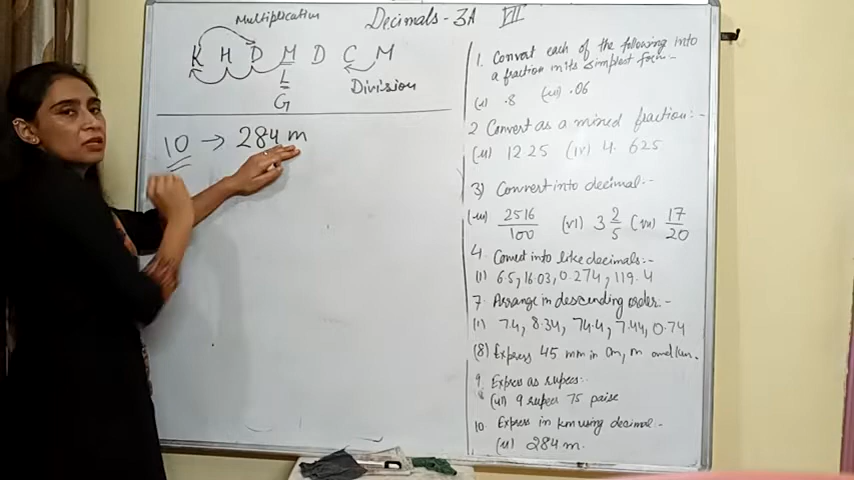 Multiplication
Decimals - 3A VII
K H D M D C M
L
G
Division
10 → 284 m
1. Convert each of the following into
a fraction in its simplest form:-
(i) .8 (iii) .06
2 Convert as a mixed fraction:-
(ii) 12.25 (iv) 4.625
3) Convert into decimal:-
(iii) 2516/100 (vi) 3 2/5 (vii) 17/20
4. Convert into like decimals:-
(i) 6.5, 16.03, 0.274, 119.4
7. Arrange in descending order:-
(i) 7.4, 8.34, 74.4, 7.44, 0.74
(8) Express 45 mm in cm, m and km.
9. Express as rupees:-
(ii) 9 rupees 75 paise
10 Express in km using decimal:-
(ii) 284 m.